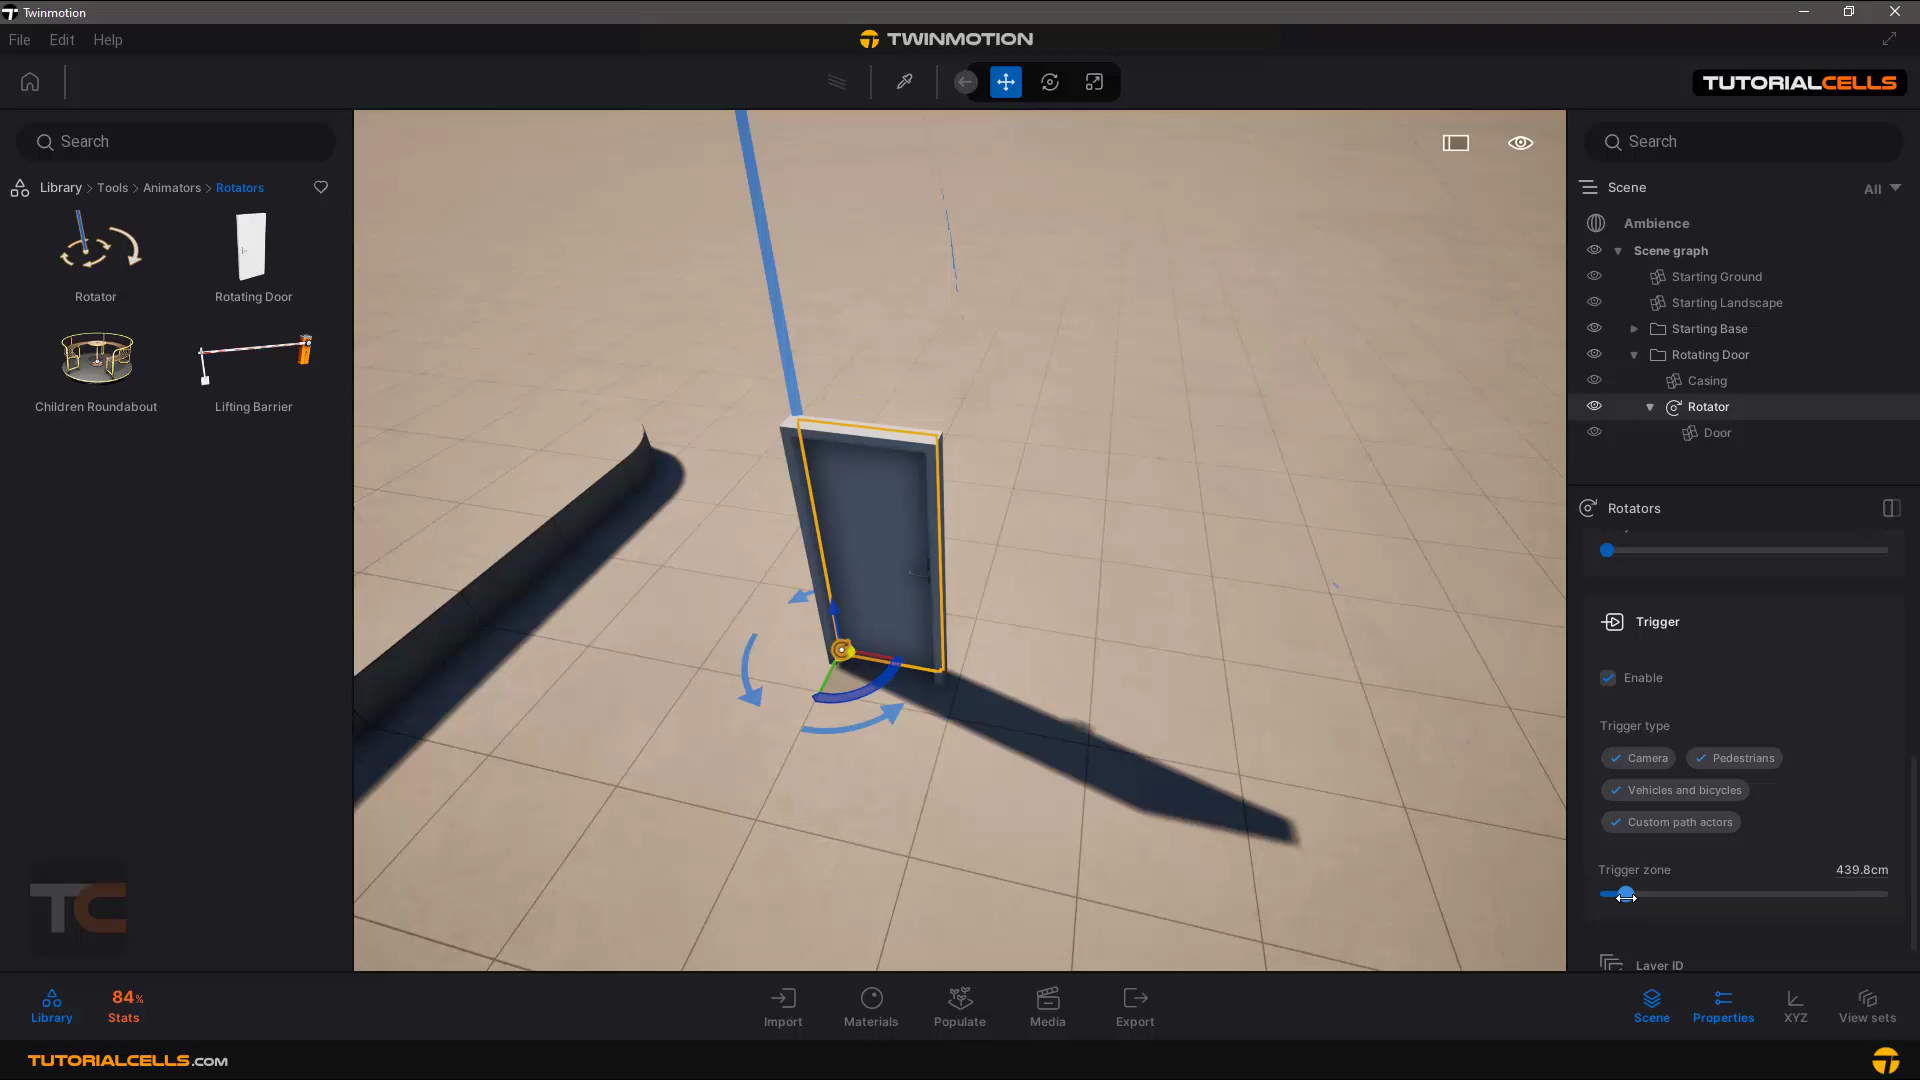 Twinmotion
File Edit Help
TWINMOTION
TUTORIALCELLS
Search
Library > Tools > Animators > Rotators
Rotator
Rotating Door
Children Roundabout
Lifting Barrier
TC
Search
Scene
All
Ambience
Scene graph
Starting Ground
Starting Landscape
Starting Base
Rotating Door
Casing
Rotator
Door
Rotators
Trigger
Enable
Trigger type
Camera
Pedestrians
Vehicles and bicycles
Custom path actors
Trigger zone
439.8cm
Layer ID
Library
84%
Stats
Import
Materials
Populate
Media
Export
Scene
Properties
XYZ
View sets
TUTORIALCELLS.COM